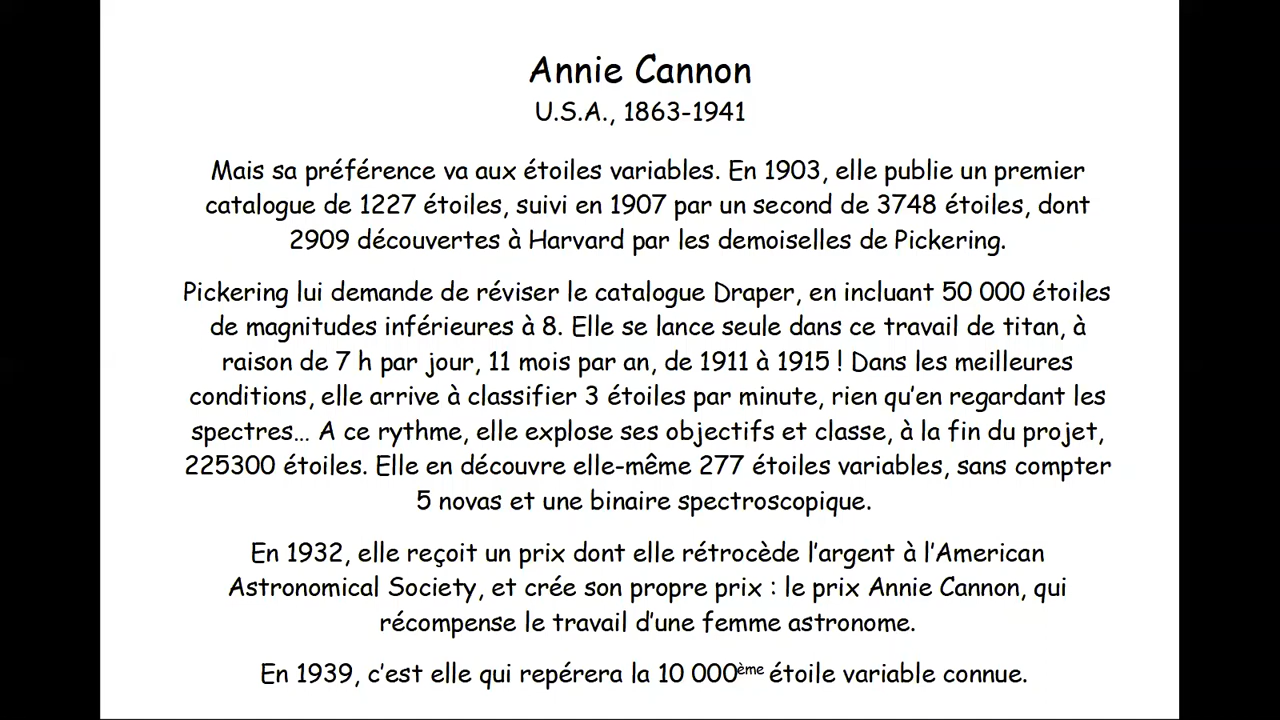 Annie Cannon
U.S.A., 1863-1941
Mais sa préférence va aux étoiles variables. En 1903, elle publie un premier
catalogue de 1227 étoiles, suivi en 1907 par un second de 3748 étoiles, dont
2909 découvertes à Harvard par les demoiselles de Pickering.
Pickering lui demande de réviser le catalogue Draper, en incluant 50 000 étoiles
de magnitudes inférieures à 8. Elle se lance seule dans ce travail de titan, à
raison de 7 h par jour, 11 mois par an, de 1911 à 1915 ! Dans les meilleures
conditions, elle arrive à classifier 3 étoiles par minute, rien qu'en regardant les
spectres... A ce rythme, elle explose ses objectifs et classe, à la fin du projet,
225300 étoiles. Elle en découvre elle-même 277 étoiles variables, sans compter
5 novas et une binaire spectroscopique.
En 1932, elle reçoit un prix dont elle rétrocède l'argent à l'American
Astronomical Society, et crée son propre prix : le prix Annie Cannon, qui
récompense le travail d'une femme astronome.
En 1939, c'est elle qui repérera la 10 000ème étoile variable connue.